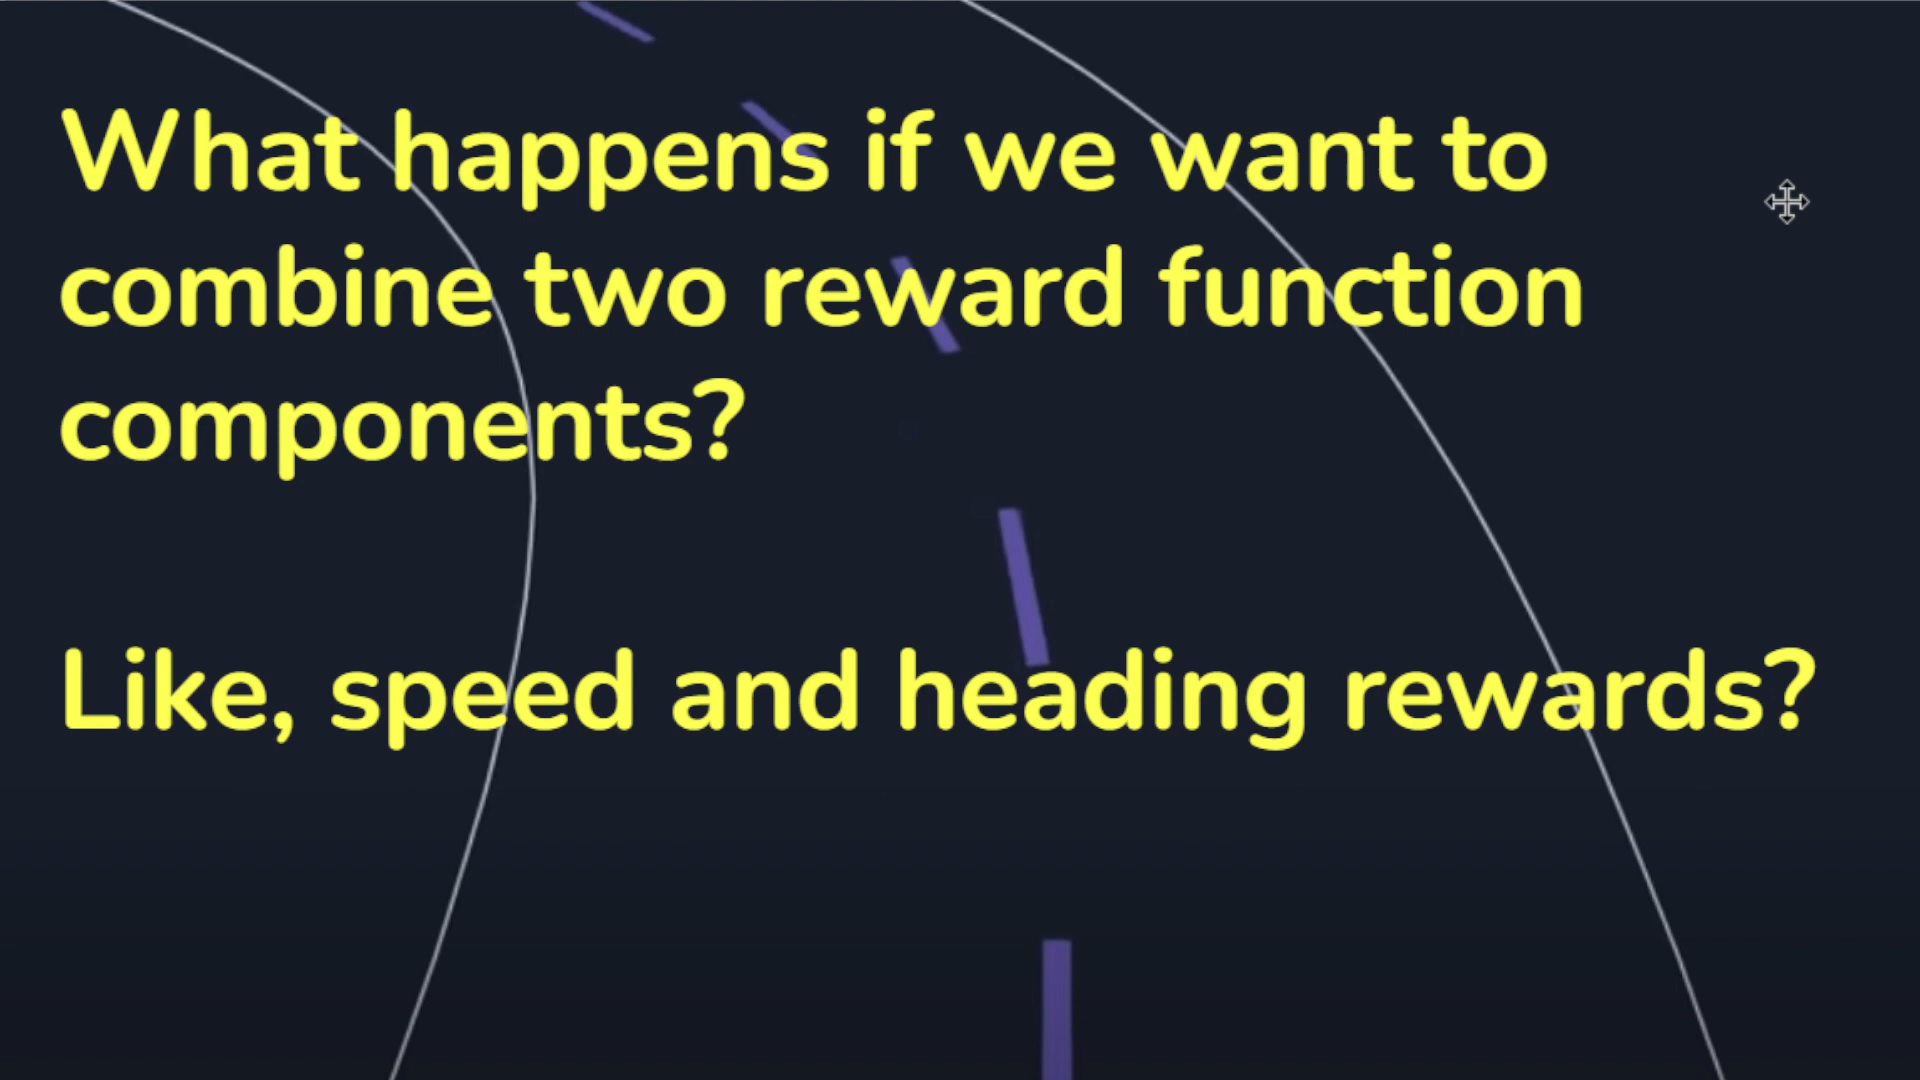 What happens if we want to
combine two reward function
components?
Like, speed and heading rewards?